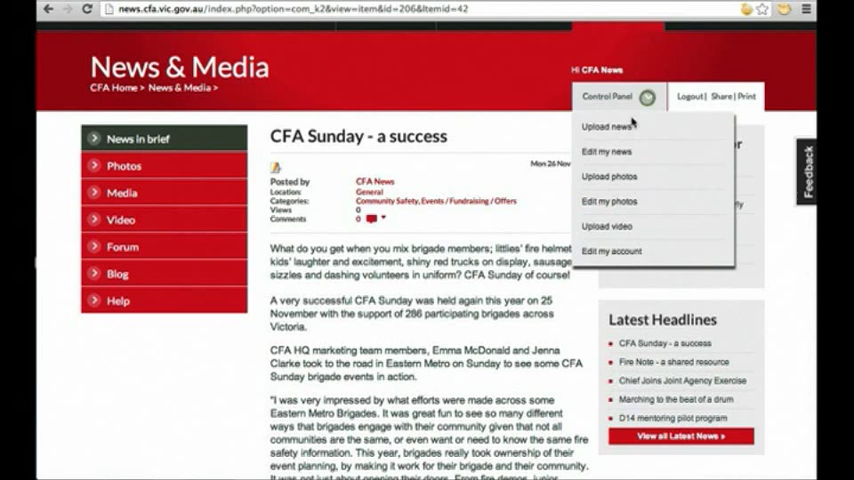 news.cfa.vic.gov.au/index.php?option=com_k2&view=item&id=206&Itemid=42
News & Media
CFA Home > News & Media >
Hi CFA News
Control Panel
Logout| Share| Print
Upload news
Edit my news
Upload photos
Edit my photos
Upload video
Edit my account
Feedback
News in brief
Photos
Media
Video
Forum
Blog
Help
CFA Sunday - a success
Mon 26 Nov
Posted by CFA News
Location: General
Categories: Community Safety, Events / Fundraising / Offers
Views 0
Comments 0
What do you get when you mix brigade members; littlies' fire helmet
kids' laughter and excitement, shiny red trucks on display, sausage
sizzles and dashing volunteers in uniform? CFA Sunday of course!
A very successful CFA Sunday was held again this year on 25
November with the support of 286 participating brigades across
Victoria.
CFA HQ marketing team members, Emma McDonald and Jenna
Clarke took to the road in Eastern Metro on Sunday to see some CFA
Sunday brigade events in action.
"I was very impressed by what efforts were made across some
Eastern Metro Brigades. It was great fun to see so many different
ways that brigades engage with their community given that not all
communities are the same, or even want or need to know the same fire
safety information. This year, brigades really took ownership of their
event planning, by making it work for their brigade and their community.
It was not just about opening their doors. From fire demos, junior
Latest Headlines
CFA Sunday - a success
Fire Note - a shared resource
Chief Joins Joint Agency Exercise
Marching to the beat of a drum
D14 mentoring pilot program
View all Latest News »